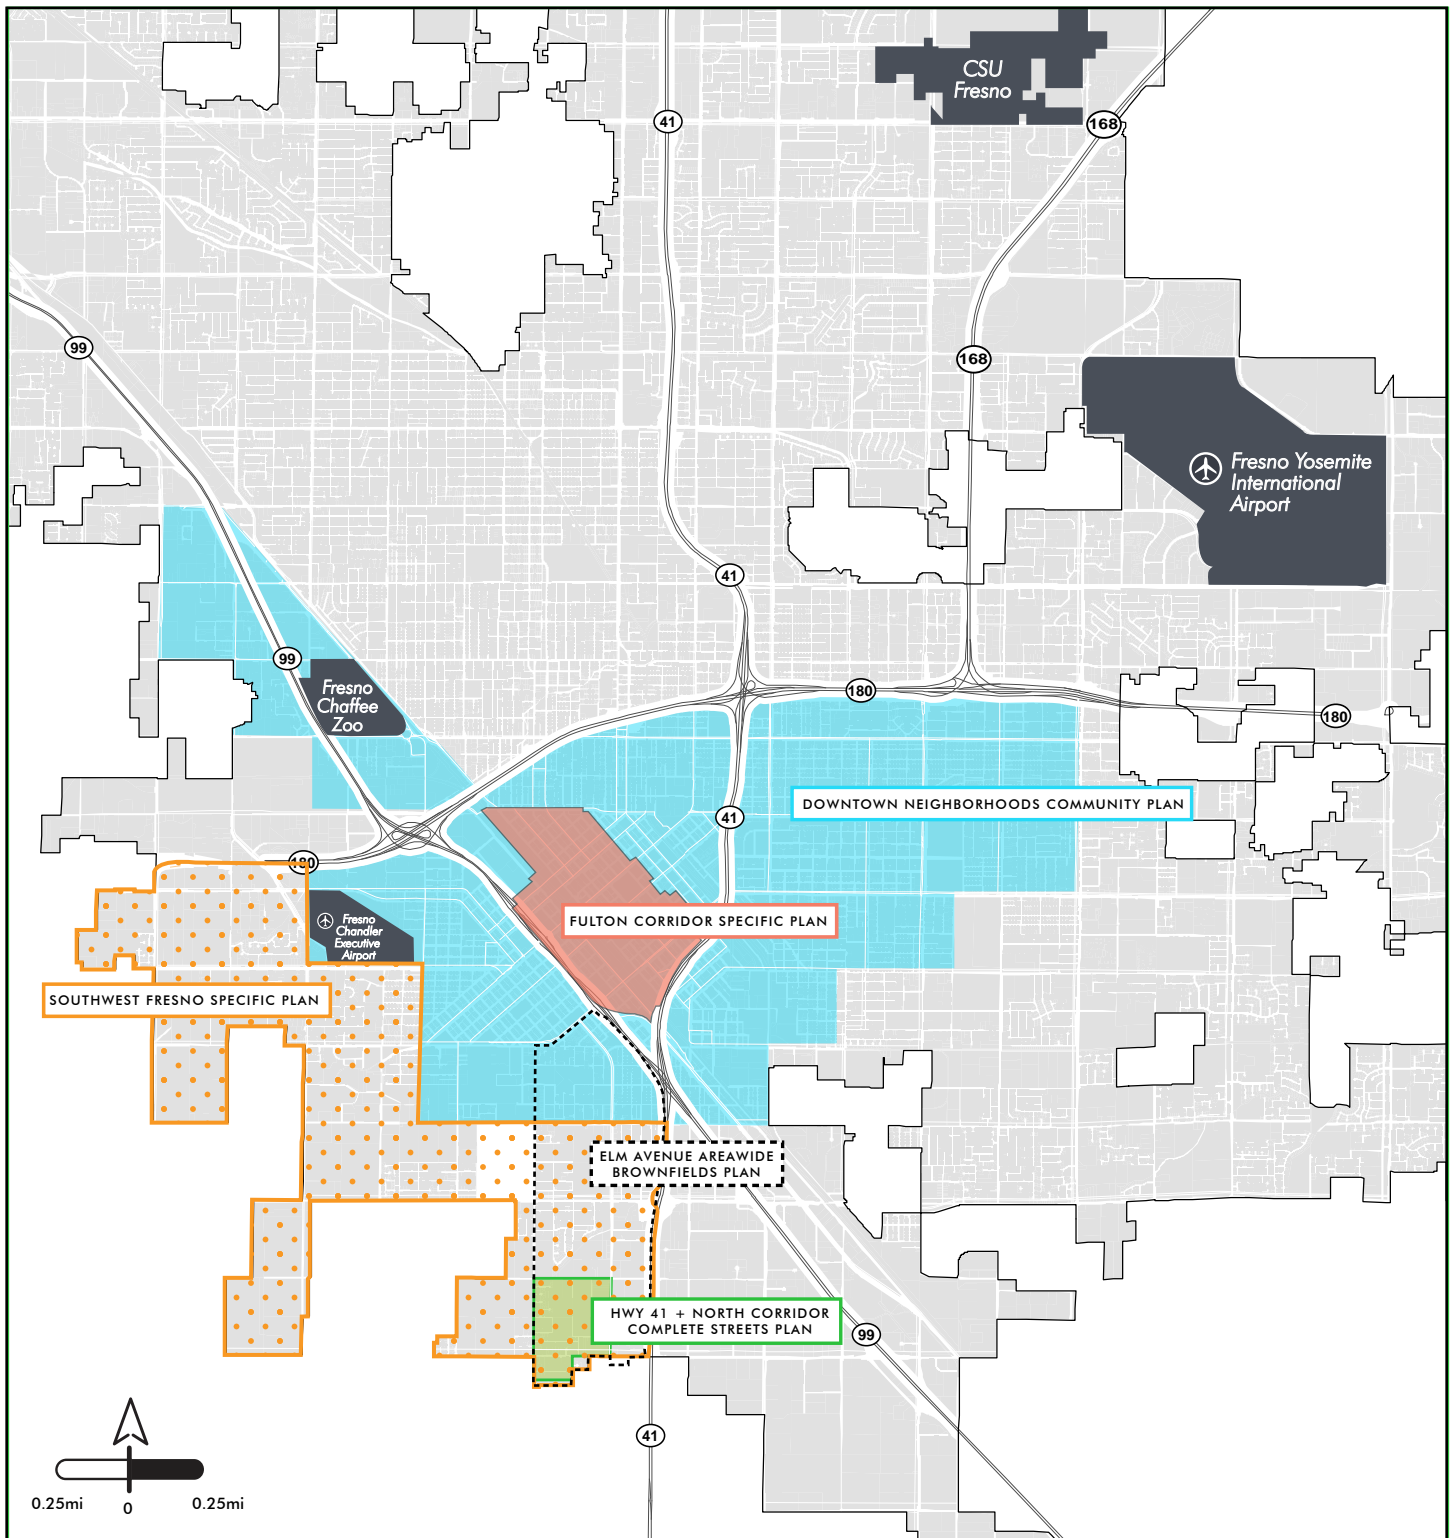 CSU
Fresno
41
168
99
168
Fresno Yosemite
International
Airport
41
99
Fresno
Chaffee
Zoo
180
180
DOWNTOWN NEIGHBORHOODS COMMUNITY PLAN
41
180
Fresno
Chandler
Executive
Airport
FULTON CORRIDOR SPECIFIC PLAN
SOUTHWEST FRESNO SPECIFIC PLAN
ELM AVENUE AREAWIDE
BROWNFIELDS PLAN
HWY 41 + NORTH CORRIDOR
COMPLETE STREETS PLAN
99
41
0.25mi
0
0.25mi